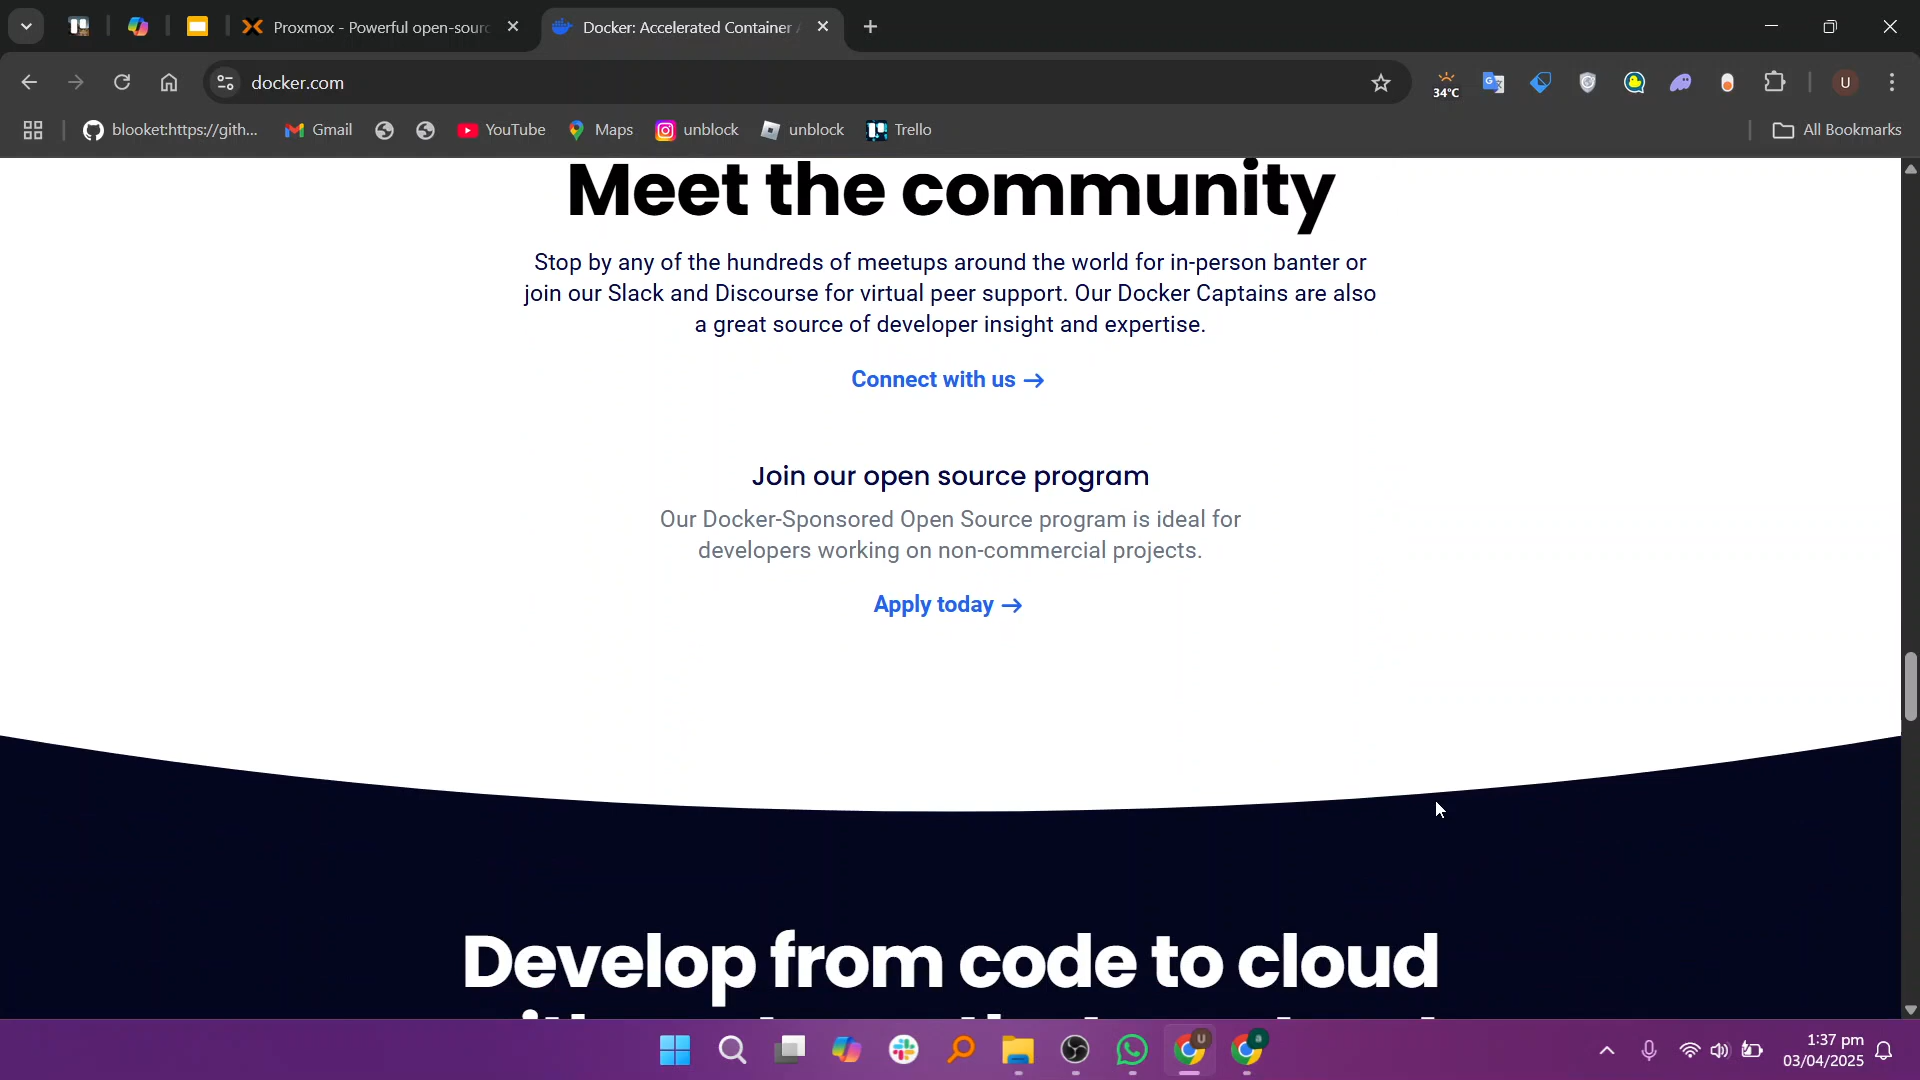 Proxmox - Powerful open-sourc
Docker: Accelerated Container
docker.com
34°C
U
blooket:https://gith...
Gmail
YouTube
Maps
unblock
unblock
Trello
All Bookmarks
Meet the community
Stop by any of the hundreds of meetups around the world for in-person banter or
join our Slack and Discourse for virtual peer support. Our Docker Captains are also
a great source of developer insight and expertise.
Connect with us →
Join our open source program
Our Docker-Sponsored Open Source program is ideal for
developers working on non-commercial projects.
Apply today →
Develop from code to cloud
U
a
1:37 pm
03/04/2025